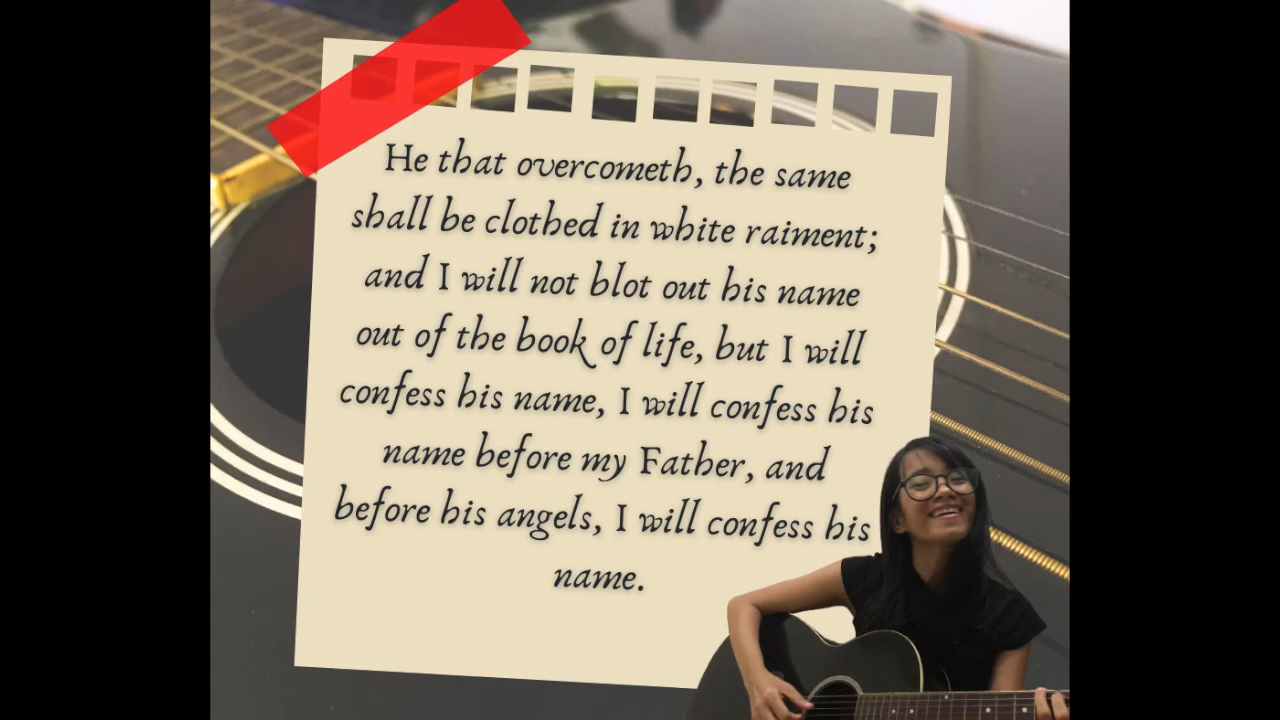 He that overcometh, the same
shall be clothed in white raiment;
and I will not blot out his name
out of the book of life, but I will
confess his name, I will confess his
name before my Father, and
before his angels, I will confess his
name.